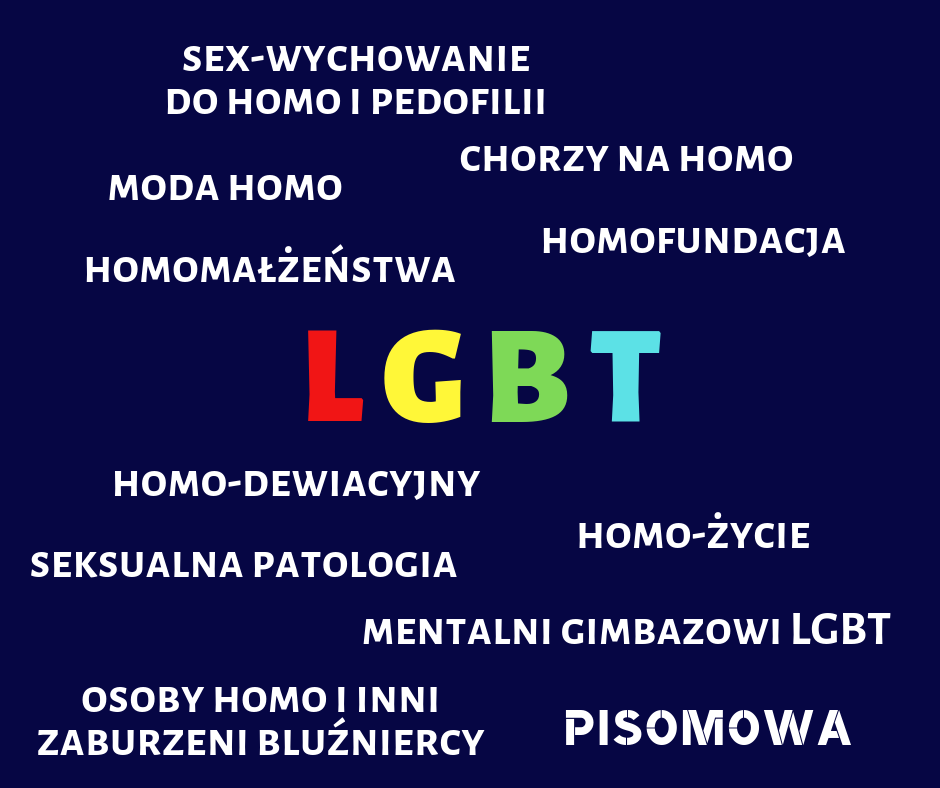 SEX-WYCHOWANIE
DO HOMO I PEDOFILII
CHORZY NA HOMO
MODA HOMO
HOMOFUNDACJA
HOMOMAŁŻEŃSTWA
LGBT
HOMO-DEWIACYJNY
HOMO-ŻYCIE
SEKSUALNA PATOLOGIA
MENTALNI GIMBAZOWI LGBT
OSOBY HOMO I INNI
ZABURZENI BLUŹNIERCY
PISOMOWA